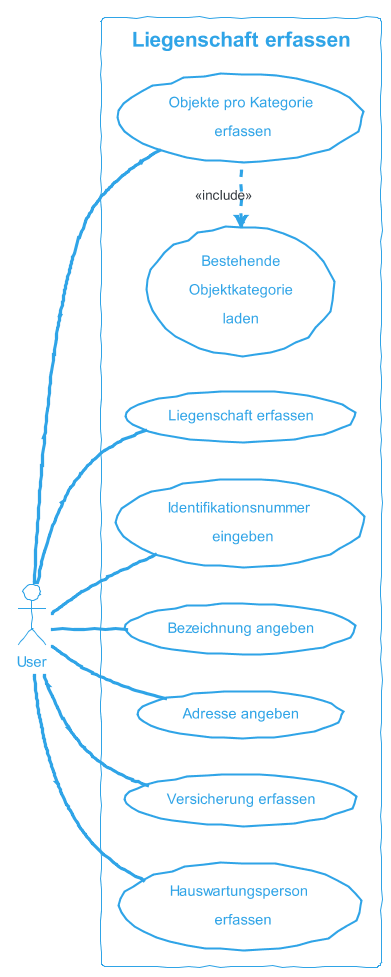 Liegenschaft erfassen
Objekte pro Kategorie
erfassen
«include»
Bestehende
Objektkategorie
laden
Liegenschaft erfassen
Identifikationsnummer
eingeben
Bezeichnung angeben
User
Adresse angeben
Versicherung erfassen
Hauswartungsperson
erfassen